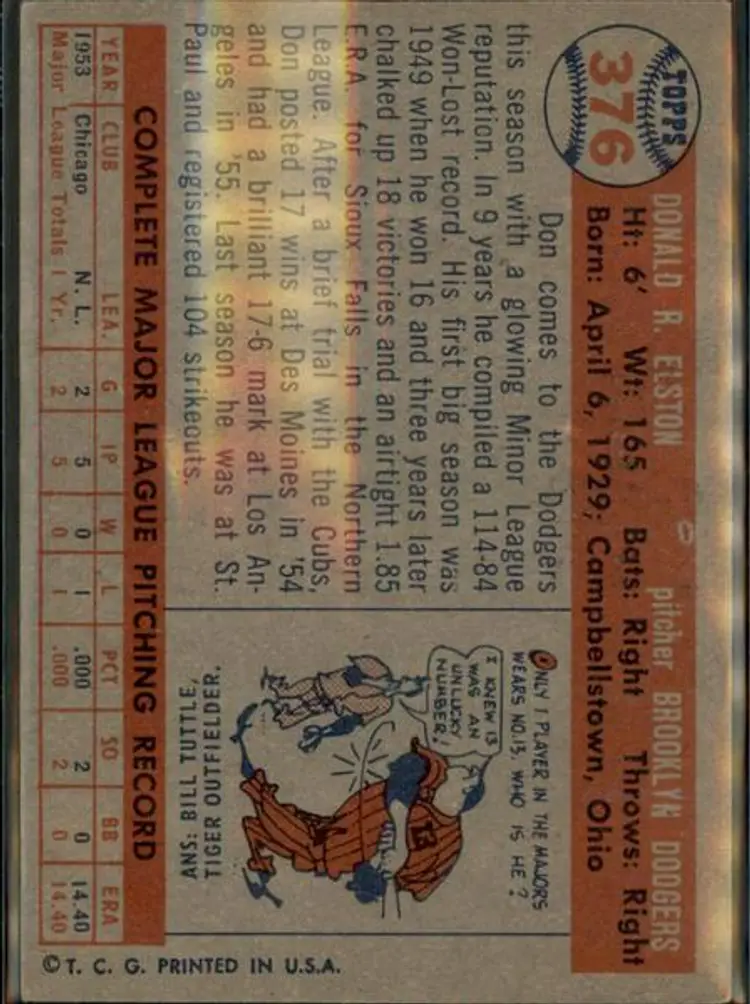 TOPPS
376
DONALD R. ELSTON pitcher BROOKLYN DODGERS
Ht: 6' Wt: 165 Bats: Right Throws: Right
Born: April 6, 1929; Campbellstown, Ohio
Don comes to the Dodgers
this season with a glowing Minor League
reputation. In 9 years he compiled a 114-84
Won-Lost record. His first big season was
1949 when he won 16 and three years later
chalked up 18 victories and an airtight 1.85
E.R.A. for Sioux Falls in the Northern
League. After a brief trial with the Cubs,
Don posted 17 wins at Des Moines in '54
and had a brilliant 17-6 mark at Los An-
geles in '55. Last season he was at St.
Paul and registered 104 strikeouts.
ONLY 1 PLAYER IN THE MAJORS
WEARS NO.13. WHO IS HE?
I KNEW 13
WAS AN
UNLUCKY
NUMBER!
13
ANS: BILL TUTTLE,
TIGER OUTFIELDER.
COMPLETE MAJOR LEAGUE PITCHING RECORD
YEAR CLUB LEA. G IP W L PCT SO BB ERA
1953 Chicago N. L. 2 5 0 1 .000 2 0 14.40
Major League Totals 1 Yr. 2 5 0 1 .000 2 0 14.40
© T. C. G. PRINTED IN U.S.A.